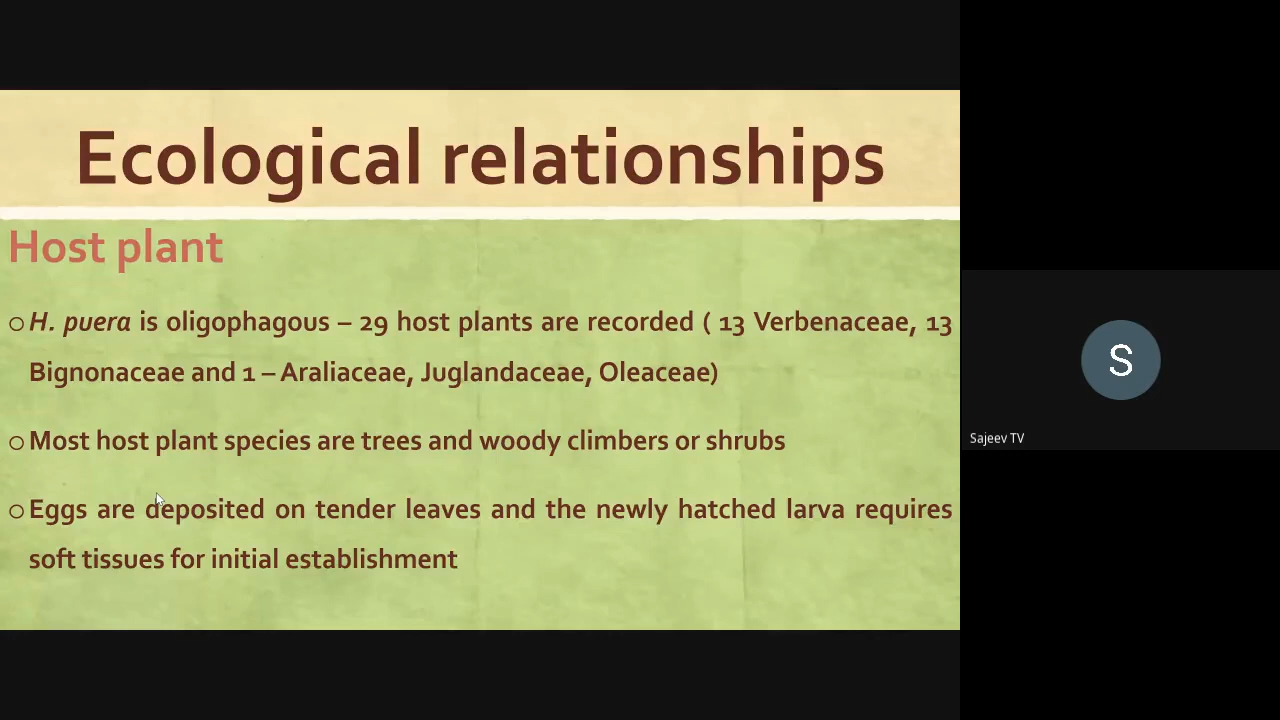 Ecological relationships
Host plant
○ H. puera is oligophagous – 29 host plants are recorded ( 13 Verbenaceae, 13
Bignonaceae and 1 – Araliaceae, Juglandaceae, Oleaceae)
○ Most host plant species are trees and woody climbers or shrubs
○ Eggs are deposited on tender leaves and the newly hatched larva requires
soft tissues for initial establishment
S
Sajeev TV